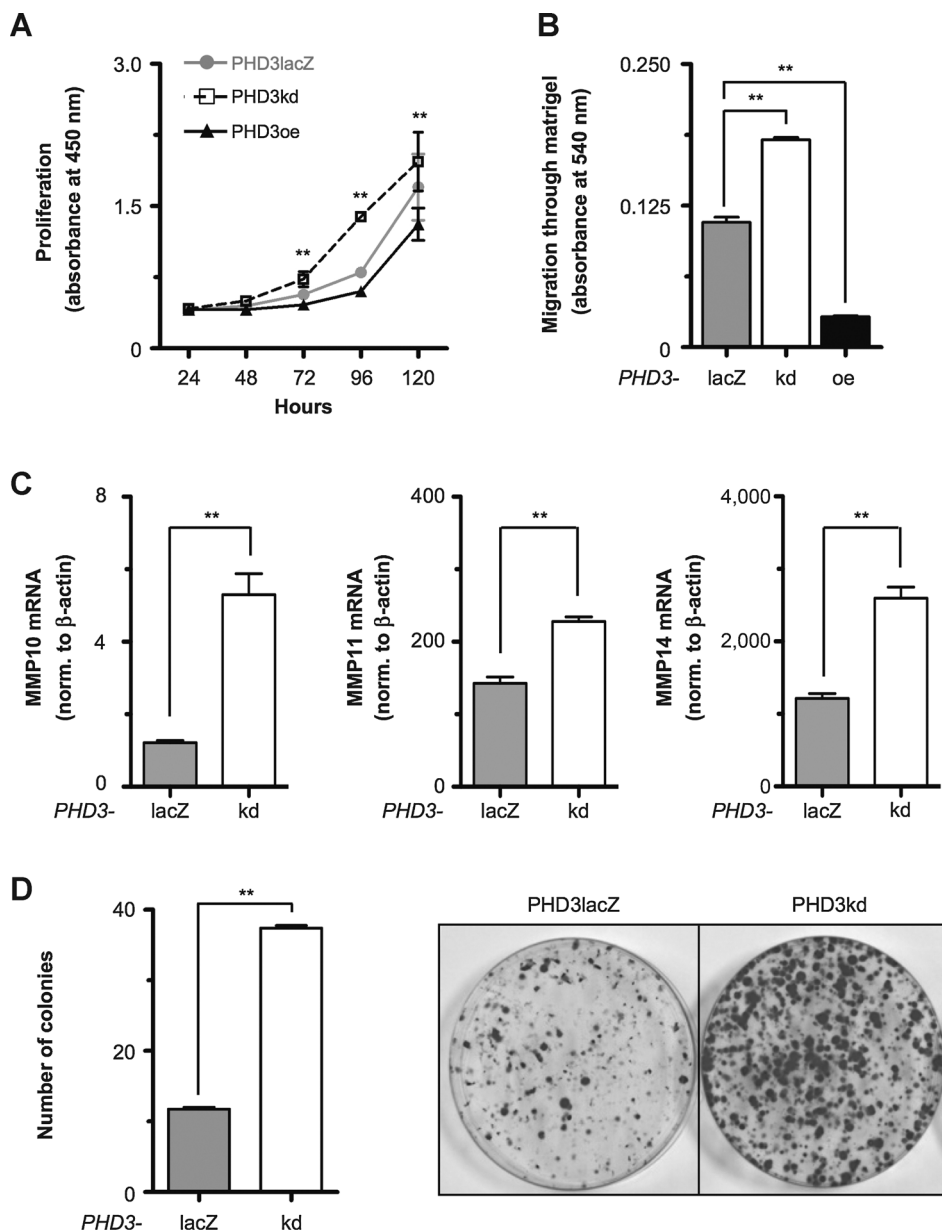 A
PHD3lacZ
PHD3kd
PHD3oe
Proliferation
(absorbance at 450 nm)
3.0
1.5
0
**
**
**
24 48 72 96 120
Hours
B
Migration through matrigel
(absorbance at 540 nm)
0.250
0.125
0
**
**
PHD3- lacZ kd oe
C
MMP10 mRNA
(norm. to β-actin)
8
4
0
**
PHD3- lacZ kd
MMP11 mRNA
(norm. to β-actin)
400
200
0
**
PHD3- lacZ kd
MMP14 mRNA
(norm. to β-actin)
4,000
2,000
0
**
PHD3- lacZ kd
D
Number of colonies
40
20
0
**
PHD3- lacZ kd
PHD3lacZ PHD3kd